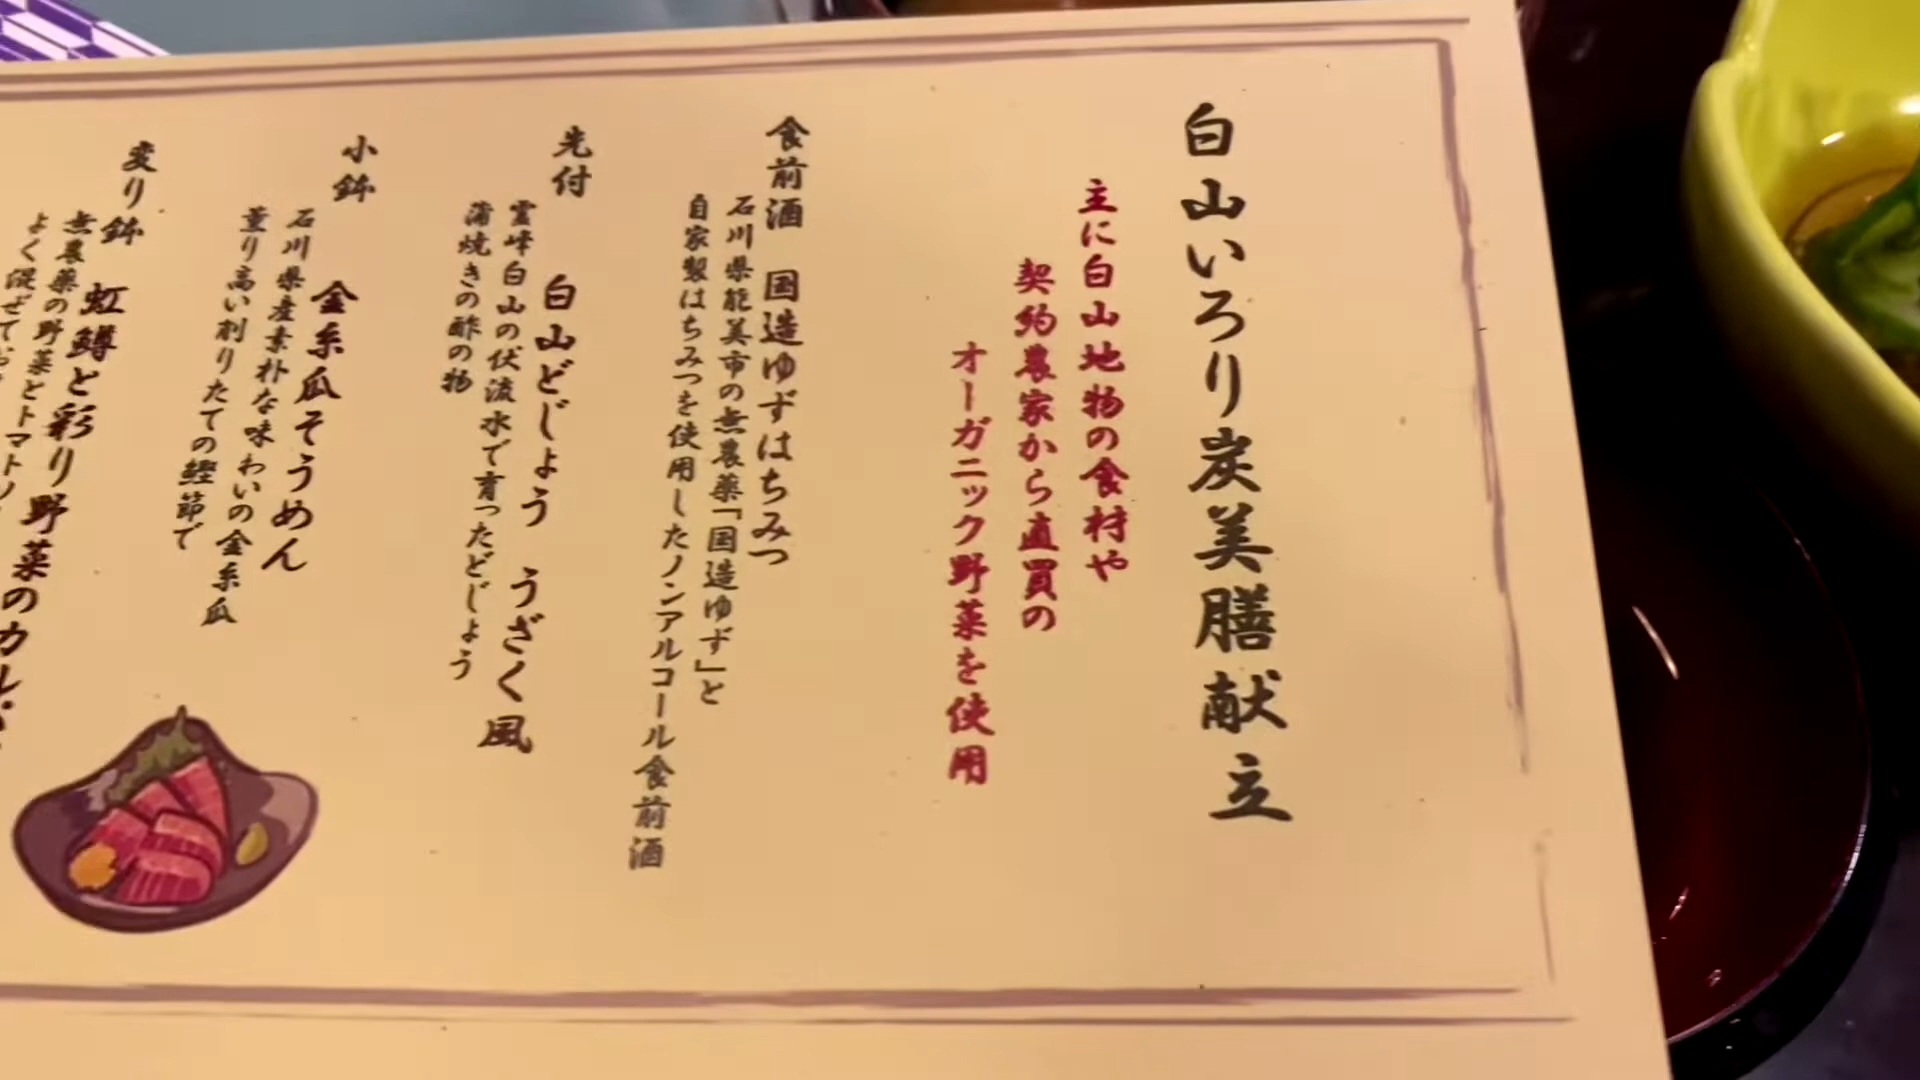 白山いろり炭美膳献立
主に白山地物の食材や
契約農家から直買の
オーガニック野菜を使用
食前酒 国造ゆずはちみつ
石川県能美市の無農薬「国造ゆず」と
自家製はちみつを使用したノンアルコール食前酒
先付 白山どじょう うざく風
霊峰白山の伏流水で育ったどじょう
蒲焼きの酢の物
小鉢 金糸瓜そうめん
石川県産素朴な味わいの金糸瓜
薫り高い削りたての鰹節で
変り鉢 虹鱒と彩り野菜のカル
無農薬の野菜とトマト
よく混ぜて